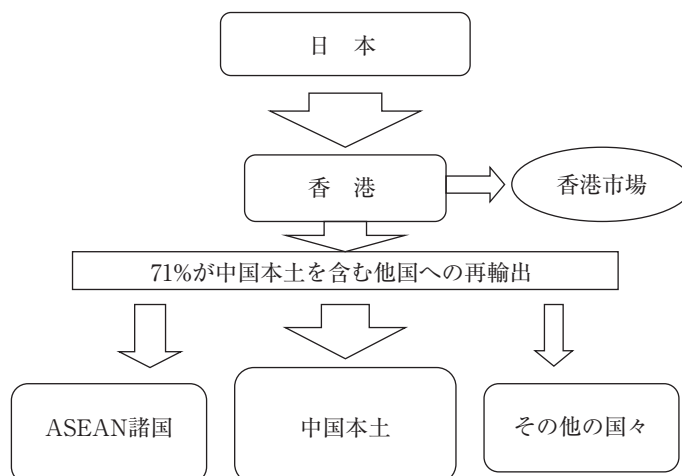 日　本
香　港
香港市場
71%が中国本土を含む他国への再輸出
ASEAN諸国
中国本土
その他の国々